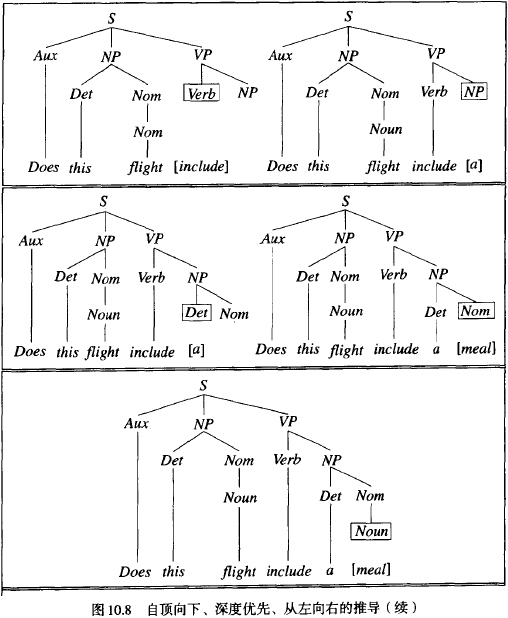 S S
Aux NP VP Aux NP VP
Det Nom Verb NP Det Nom Verb NP
Nom Noun
Does this flight [include] Does this flight include [a]
S S
Aux NP VP Aux NP VP
Det Nom Verb NP Det Nom Verb NP
Noun Det Nom Noun Det Nom
Does this flight include [a] Does this flight include a [meal]
S
Aux NP VP
Det Nom Verb NP
Noun Det Nom
Noun
Does this flight include a [meal]
图10.8 自顶向下、深度优先、从左向右的推导(续)